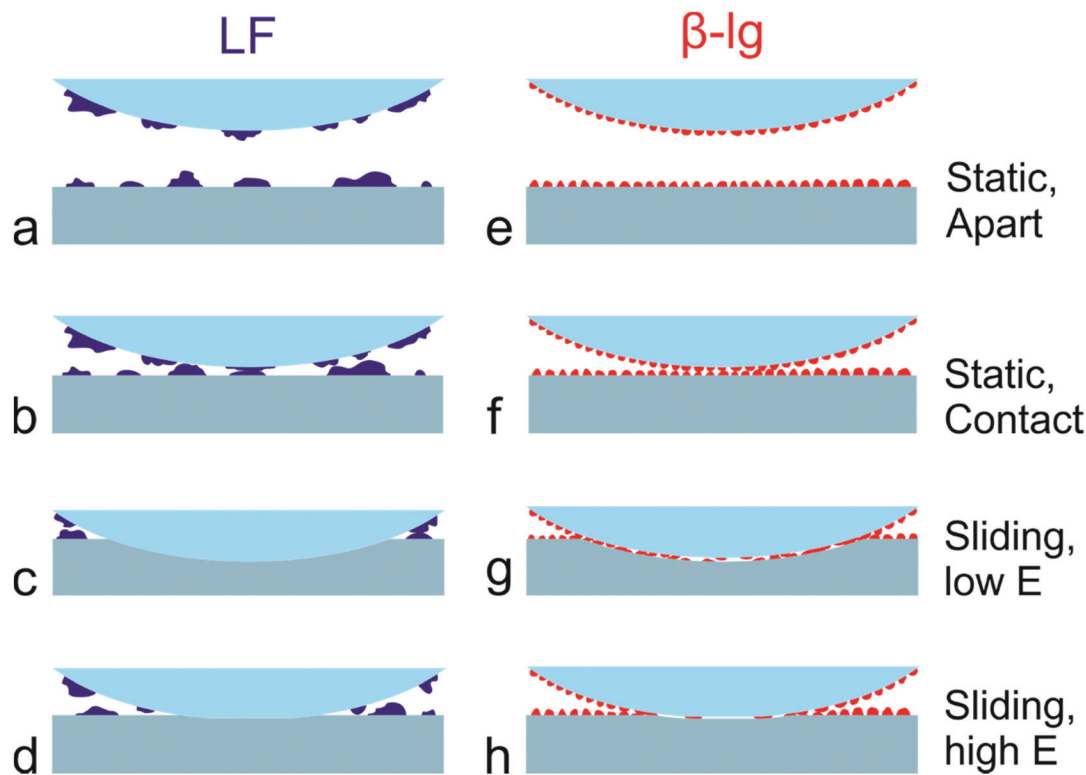 LF
β-lg
a
e
Static,
Apart
b
f
Static,
Contact
c
g
Sliding,
low E
d
h
Sliding,
high E